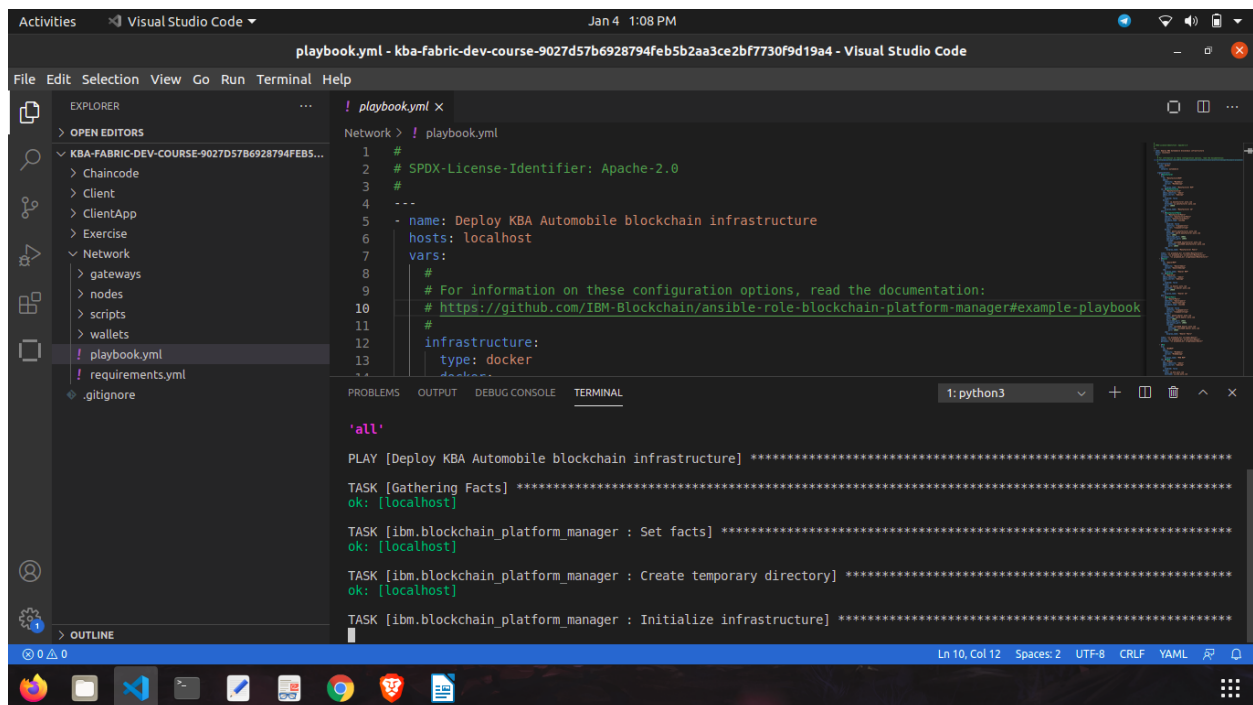 Activities Visual Studio Code Jan 4 1:08 PM
playbook.yml - kba-fabric-dev-course-9027d57b6928794feb5b2aa3ce2bf7730f9d19a4 - Visual Studio Code
File Edit Selection View Go Run Terminal Help
EXPLORER ...
OPEN EDITORS
KBA-FABRIC-DEV-COURSE-9027D57B6928794FEB5...
Chaincode
Client
ClientApp
Exercise
Network
gateways
nodes
scripts
wallets
! playbook.yml
! requirements.yml
.gitignore
OUTLINE
! playbook.yml
Network > ! playbook.yml
1 #
2 # SPDX-License-Identifier: Apache-2.0
3 #
4 ---
5 - name: Deploy KBA Automobile blockchain infrastructure
6 hosts: localhost
7 vars:
8 #
9 # For information on these configuration options, read the documentation:
10 # https://github.com/IBM-Blockchain/ansible-role-blockchain-platform-manager#example-playbook
11 #
12 infrastructure:
13 type: docker
14 docker:
PROBLEMS OUTPUT DEBUG CONSOLE TERMINAL 1: python3
'all'
PLAY [Deploy KBA Automobile blockchain infrastructure] ******************************************************************
TASK [Gathering Facts] **************************************************************************************************
ok: [localhost]
TASK [ibm.blockchain_platform_manager : Set facts] **********************************************************************
ok: [localhost]
TASK [ibm.blockchain_platform_manager : Create temporary directory] *****************************************************
ok: [localhost]
TASK [ibm.blockchain_platform_manager : Initialize infrastructure] ******************************************************
1
0 0 Ln 10, Col 12 Spaces: 2 UTF-8 CRLF YAML